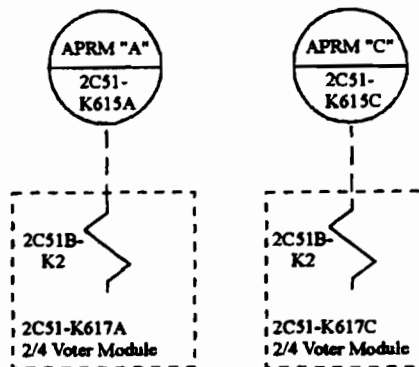 APRM "A"
2C51-
K615A
APRM "C"
2C51-
K615C
2C51B-
K2
2C51-K617A
2/4 Voter Module
2C51B-
K2
2C51-K617C
2/4 Voter Module